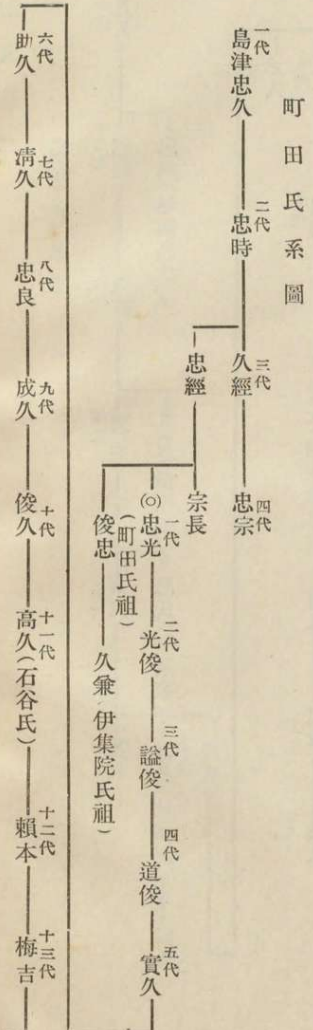 町田氏系圖
一代 島津忠久 二代 忠時 三代 久經 四代 忠宗
忠經 宗長
(○) 一代 忠光 (町田氏祖) 二代 光俊 三代 謚俊 四代 道俊 五代 實久
俊忠 久兼(伊集院氏祖)
六代 助久 七代 淸久 八代 忠良 九代 成久 十代 俊久 十一代 高久(石谷氏) 十二代 賴本 十三代 梅吉